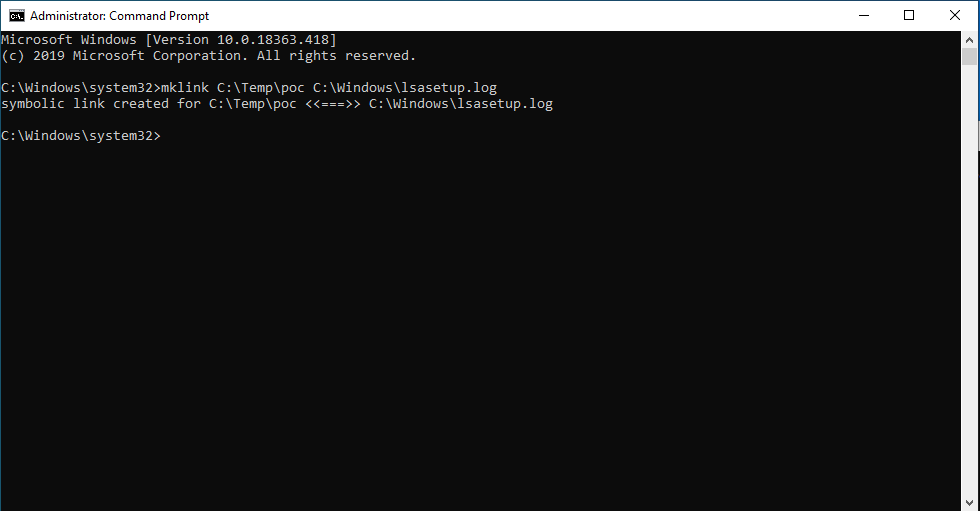 Administrator: Command Prompt
Microsoft Windows [Version 10.0.18363.418]
(c) 2019 Microsoft Corporation. All rights reserved.
C:\Windows\system32>mklink C:\Temp\poc C:\Windows\lsasetup.log
symbolic link created for C:\Temp\poc <<===>> C:\Windows\lsasetup.log
C:\Windows\system32>